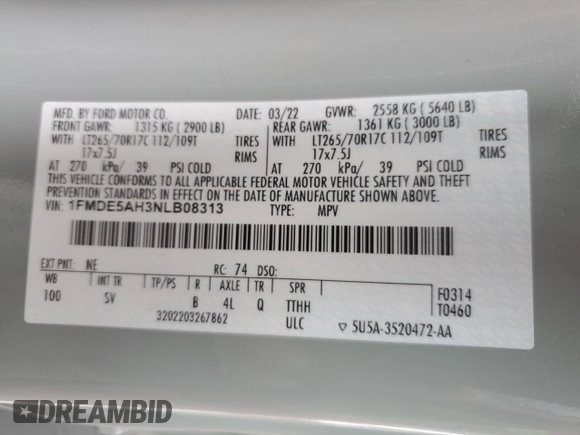 MFD. BY FORD MOTOR CO. 03/22 GVWR: 2558 KG ( 5640 LB)
FRONT GAWR: 1315 KG ( 2900 LB) REAR GAWR: 1361 KG ( 3000 LB)
WITH LT265/70R17C 112/109T TIRES WITH LT265/70R17C 112/109T TIRES
17x7.5J RIMS 17x7.5J RIMS
AT 270 kPa/ 39 PSI COLD AT 270 kPa/ 39 PSI COLD
THIS VEHICLE CONFORMS TO ALL APPLICABLE FEDERAL MOTOR VEHICLE SAFETY AND THEFT
PREVENTION STANDARDS IN EFFECT ON THE DATE OF MANUFACTURE SHOWN ABOVE.
VIN: 1FMDE5AH3NLB08313 TYPE: MPV
EXT PNT: NE RC: 74 DSO:
WB INT TR TP/PS R AXLE TR SPR
100 SV B 4L Q TTHH F0314
T0460
3202203267862 ULC ▽ 5U5A-3520472-AA
DREAMBID